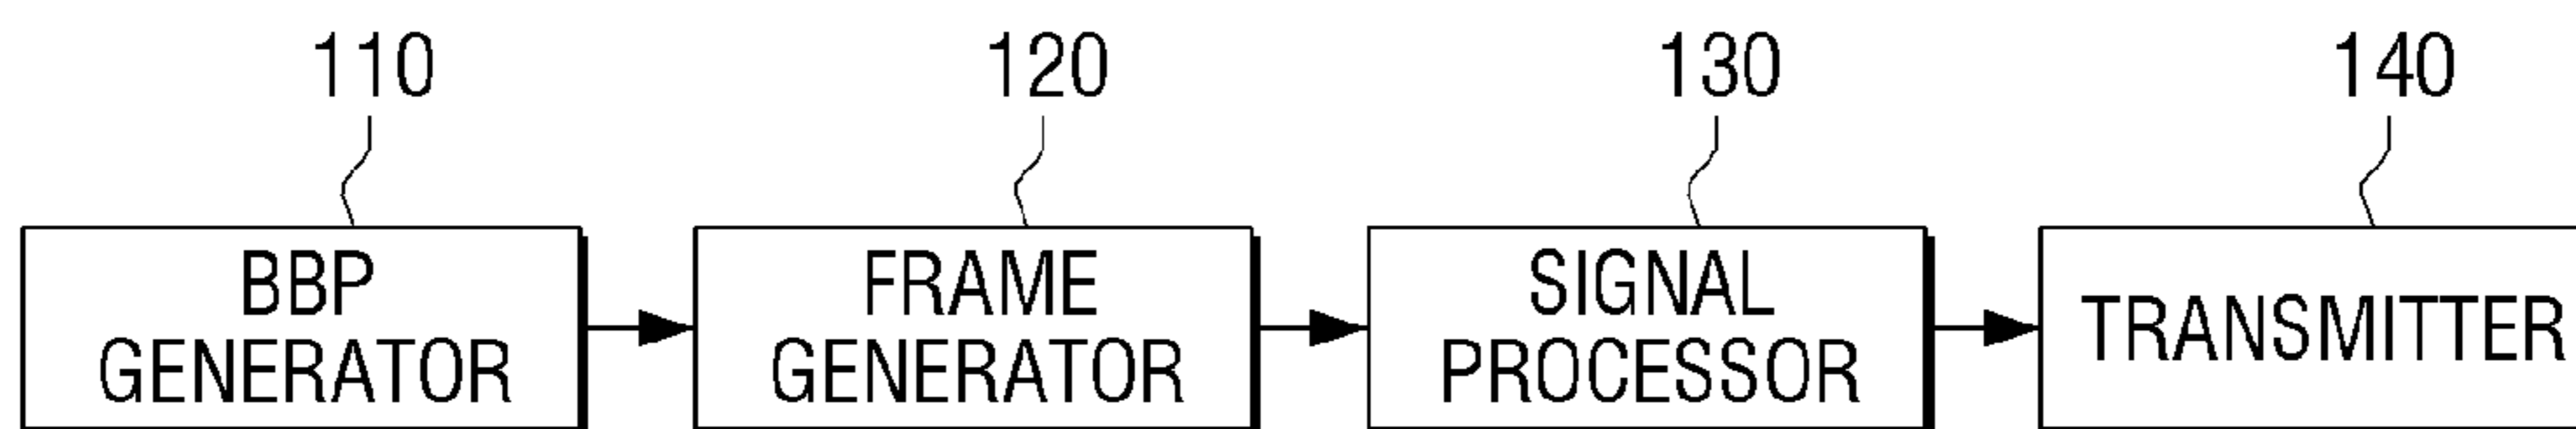 110
120
130
140
BBP
GENERATOR
FRAME
GENERATOR
SIGNAL
PROCESSOR
TRANSMITTER